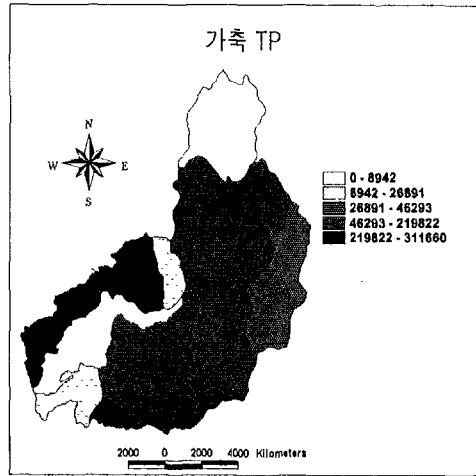 가축 TP
N
W E
S
0 - 8942
8942 - 26891
26891 - 46293
46293 - 219822
219822 - 311660
2000 0 2000 4000 Kilometers